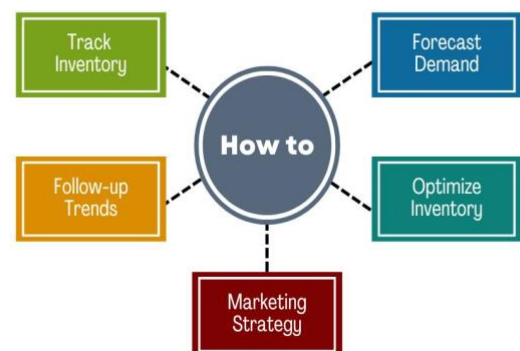 Track
Inventory
Forecast
Demand
How to
Follow-up
Trends
Optimize
Inventory
Marketing
Strategy